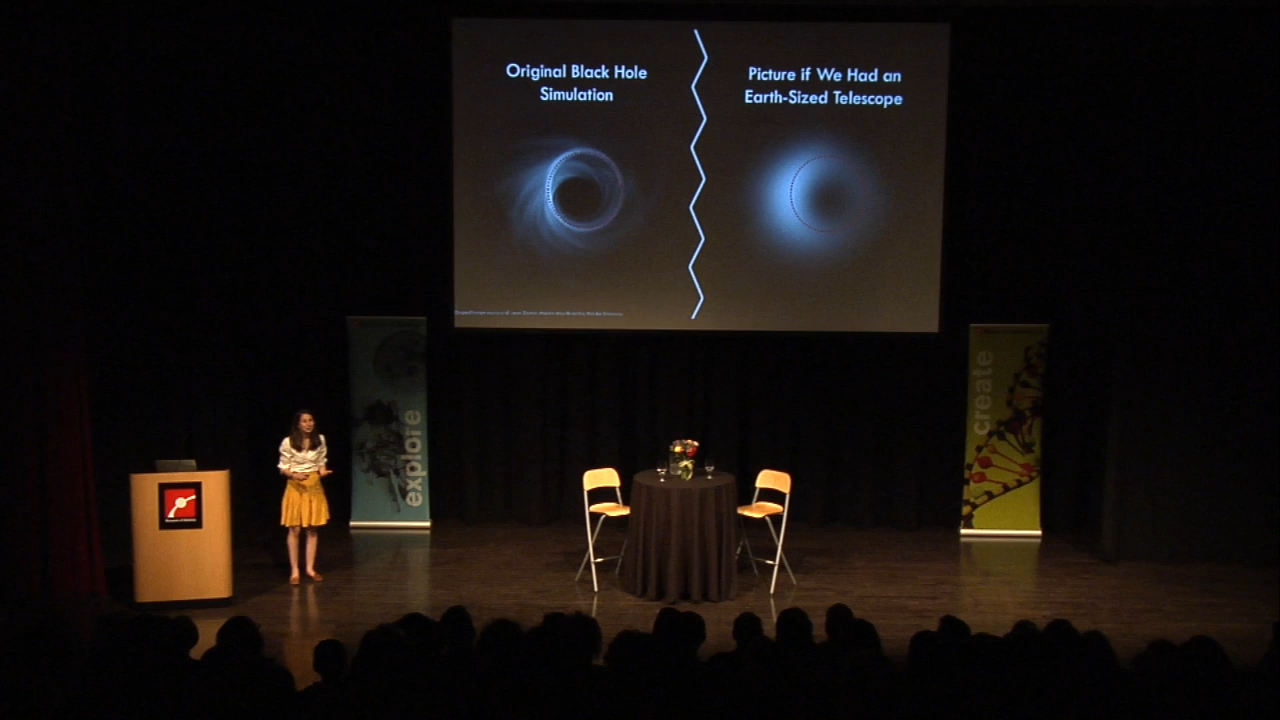 Original Black Hole
Simulation
Picture if We Had an
Earth-Sized Telescope
explore
create